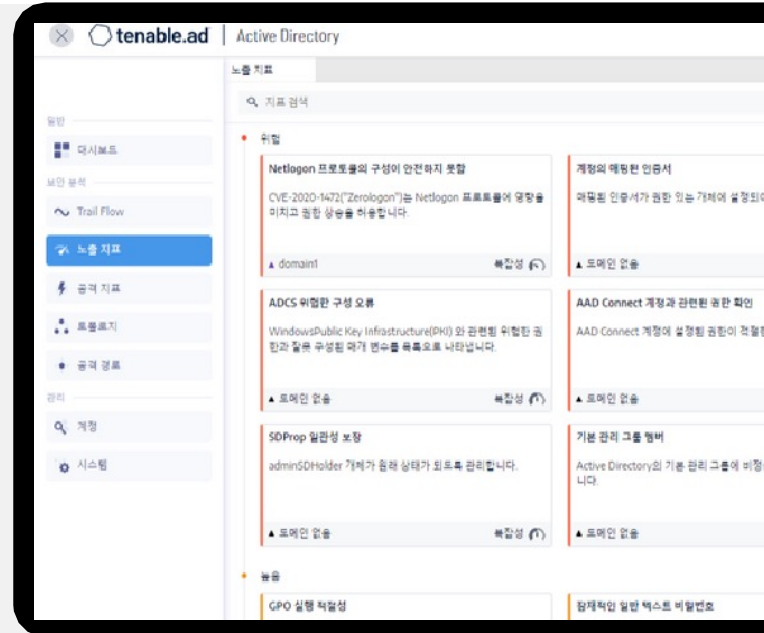 tenable.ad | Active Directory
노출 지표
지표 검색
일반
대시보드
보안 분석
Trail Flow
노출 지표
공격 지표
토폴로지
공격 경로
관리
계정
시스템
위험
Netlogon 프로토콜의 구성이 안전하지 못함
CVE-2020-1472("Zerologon")는 Netlogon 프로토콜에 영향을
미치고 권한 상승을 허용합니다.
domain1
복잡성
계정의 매핑된 인증서
매핑된 인증서가 권한 있는 개체에 설정되어
도메인 없음
ADCS 위험한 구성 오류
WindowsPublic Key Infrastructure(PKI) 와 관련된 위험한 권
한과 잘못 구성된 매개 변수를 목록으로 나타냅니다.
도메인 없음
복잡성
AAD Connect 계정과 관련된 권한 확인
AAD Connect 계정에 설정된 권한이
도메인 없음
SDProp 일관성 보장
adminSDHolder 개체가 원래 상태가 되도록 관리합니다.
도메인 없음
복잡성
기본 관리 그룹 멤버
Active Directory의 기본 관리 그룹에
니다.
도메인 없음
높음
GPO 실행 적절성
잠재적인 일반 텍스트 비밀번호